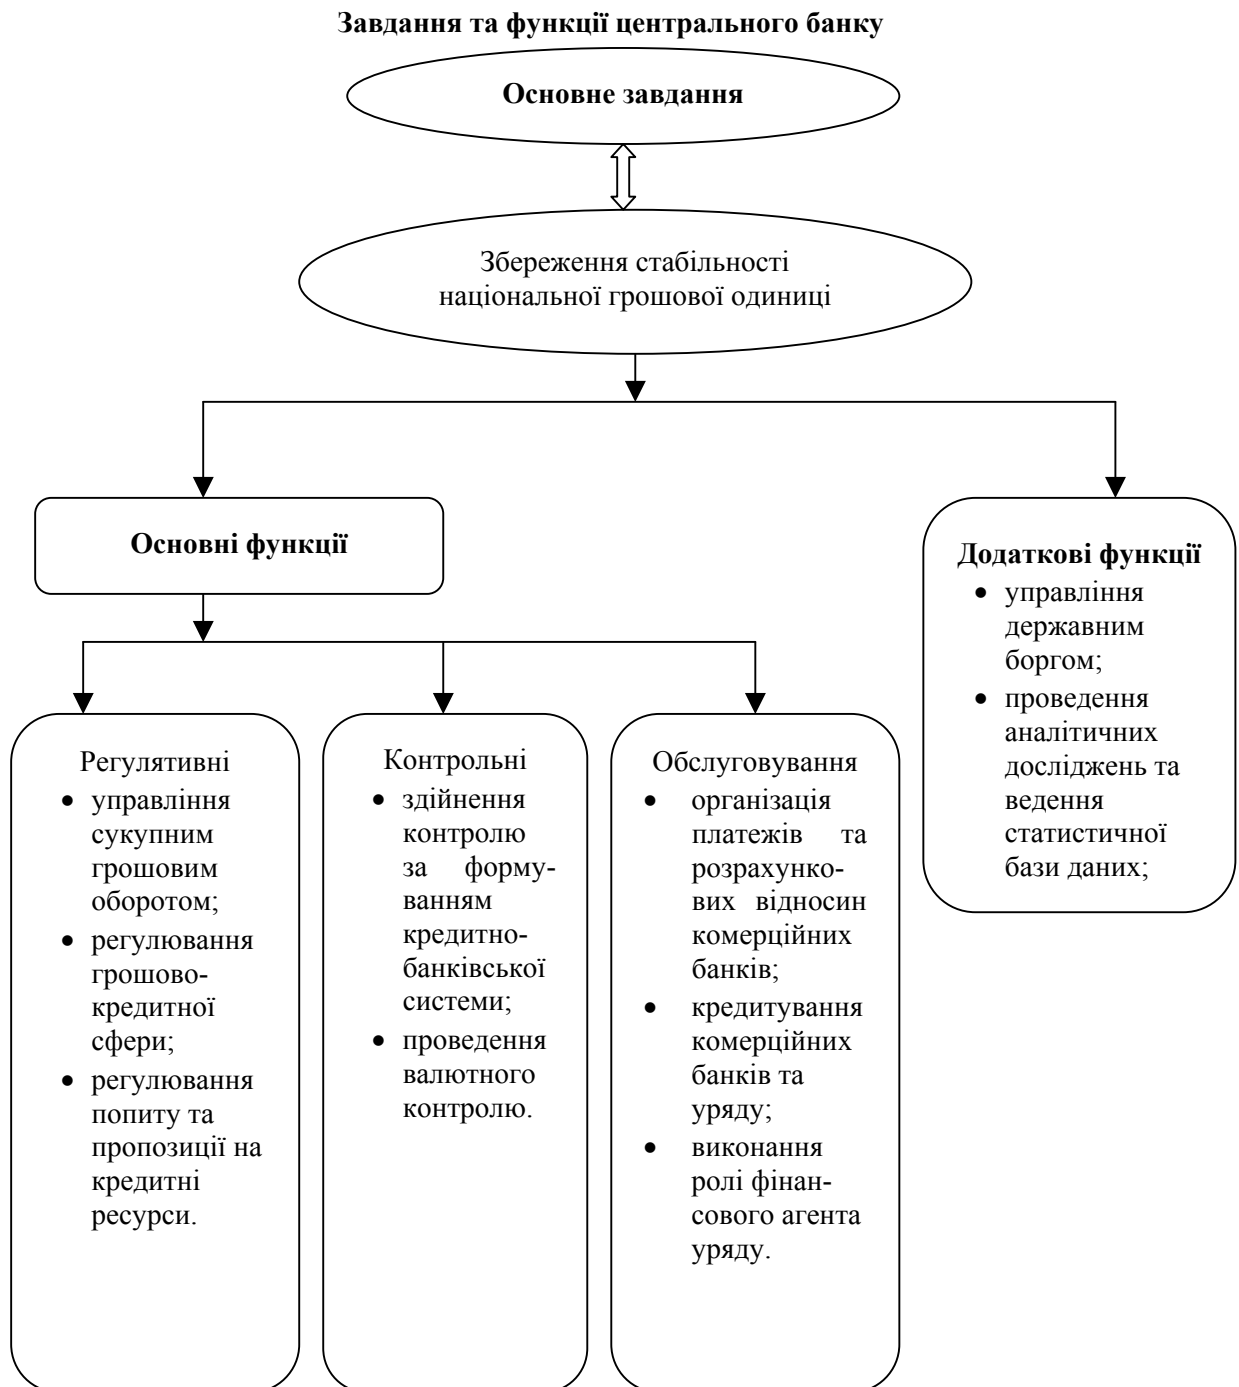 Завдання та функції центрального банку
Основне завдання
Збереження стабільності
національної грошової одиниці
Основні функції
Додаткові функції
• управління
державним
боргом;
• проведення
аналітичних
досліджень та
ведення
статистичної
бази даних;
Регулятивні
• управління
сукупним
грошовим
оборотом;
• регулювання
грошово-
кредитної
сфери;
• регулювання
попиту та
пропозиції на
кредитні
ресурси.
Контрольні
• здійнення
контролю
за форму-
ванням
кредитно-
банківської
системи;
• проведення
валютного
контролю.
Обслуговування
• організація
платежів та
розрахунко-
вих відносин
комерційних
банків;
• кредитування
комерційних
банків та
уряду;
• виконання
ролі фінан-
сового агента
уряду.